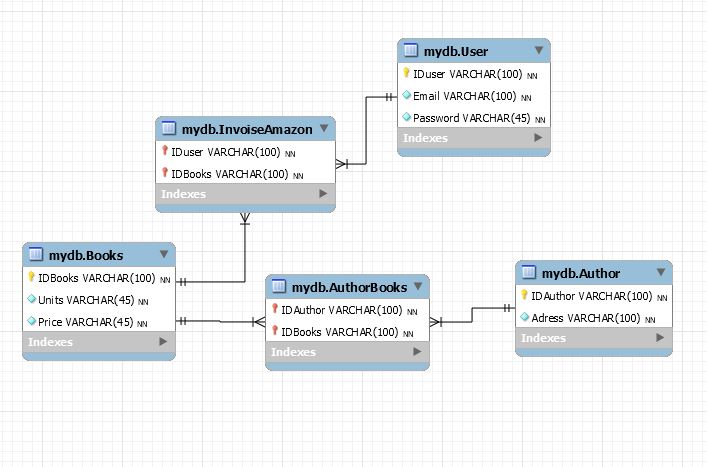 mydb.User
IDuser VARCHAR(100) NN
Email VARCHAR(100) NN
Password VARCHAR(45) NN
Indexes
mydb.InvoiseAmazon
IDuser VARCHAR(100) NN
IDBooks VARCHAR(100) NN
Indexes
mydb.Books
IDBooks VARCHAR(100) NN
Units VARCHAR(45) NN
Price VARCHAR(45) NN
Indexes
mydb.AuthorBooks
IDAuthor VARCHAR(100) NN
IDBooks VARCHAR(100) NN
Indexes
mydb.Author
IDAuthor VARCHAR(100) NN
Adress VARCHAR(100) NN
Indexes